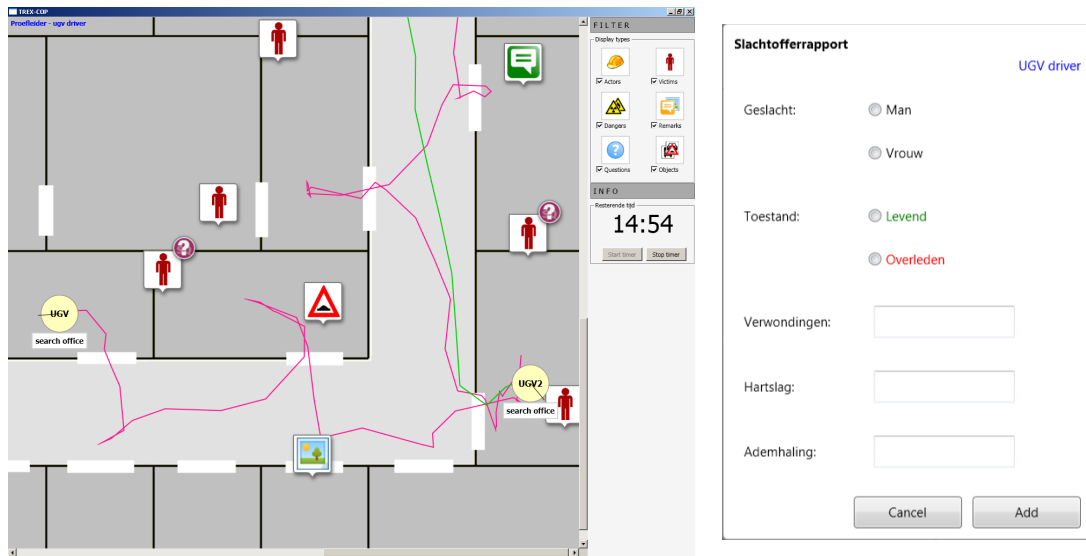 TREX-COP
Proefleider - ugv driver
UGV
search office
UGV2
search office
FILTER
Display types
Actors
Victims
Dangers
Remarks
Questions
Objects
INFO
Resterende tijd
14:54
Start timer
Stop timer
Slachtofferrapport
UGV driver
Geslacht:
Man
Vrouw
Toestand:
Levend
Overleden
Verwondingen:
Hartslag:
Ademhaling:
Cancel
Add